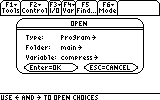 F1▾ F2▾ F3▾ F4▾ F5▾ F6▾
Tools Control I/O Var Find… Mode
OPEN
Type: Program→
Folder: main→
Variable: compress→
Enter=OK ESC=CANCEL
USE ← AND → TO OPEN CHOICES